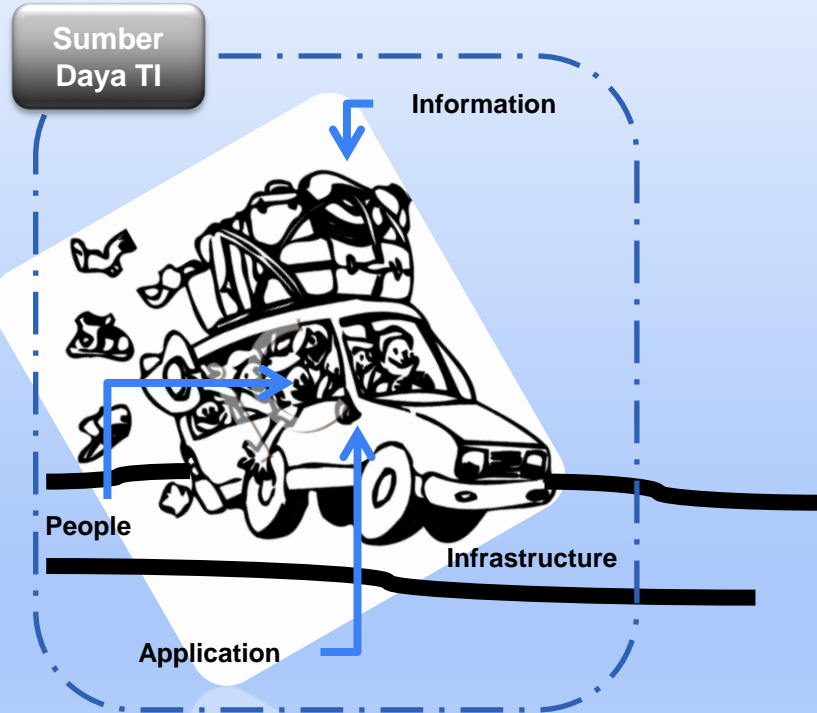 Sumber
Daya TI
Information
People
Infrastructure
Application